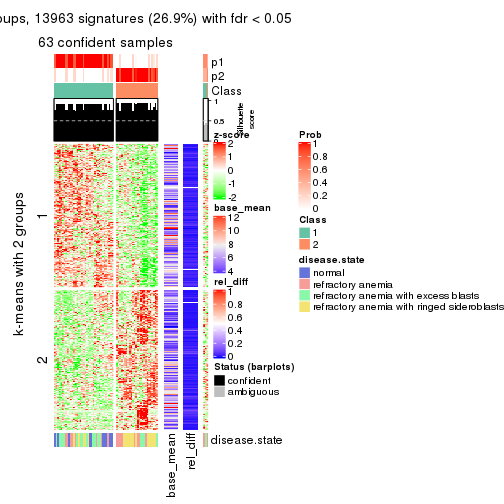 oups, 13963 signatures (26.9%) with fdr < 0.05
63 confident samples
p1
p2
Class
1
0.5
0
Silhouette
score
k-means with 2 groups
1
2
z-score
2
1
0
-1
-2
base_mean
12
10
8
6
4
rel_diff
1
0.8
0.6
0.4
0.2
0
Status (barplots)
confident
ambiguous
Prob
1
0.8
0.6
0.4
0.2
0
Class
1
2
disease.state
normal
refractory anemia
refractory anemia with excess blasts
refractory anemia with ringed sideroblasts
disease.state
base_mean
rel_diff